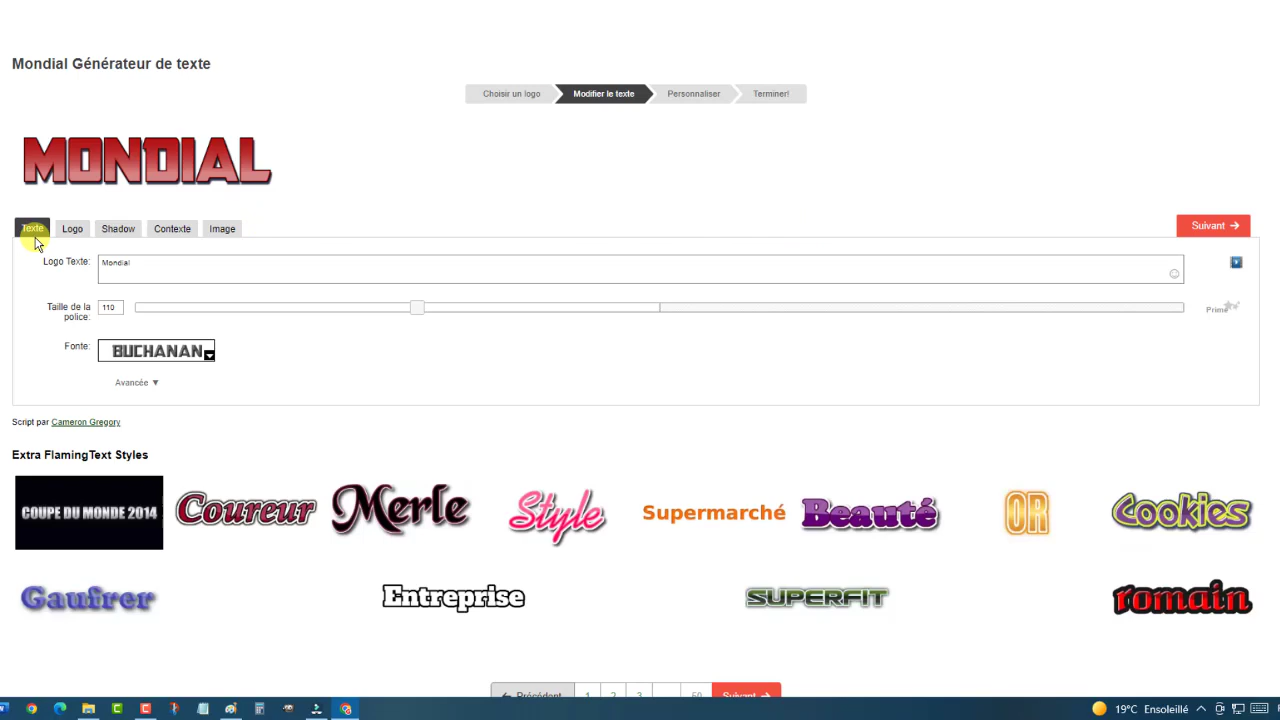 Mondial Générateur de texte
Choisir un logo
Modifier le texte
Personnaliser
Terminer!
MONDIAL
Texte
Logo
Shadow
Contexte
Image
Suivant →
Logo Texte:
Mondial
Taille de la
police:
110
Prime
Fonte:
BUCHANAN
Avancée ▼
Script par Cameron Gregory
Extra FlamingText Styles
COUPE DU MONDE 2014
Coureur
Merle
Style
Supermarché
Beauté
OR
Cookies
Gaufrer
Entreprise
SUPERFIT
romain
← Précédent
1
2
3
...
50
Suivant →
19°C Ensoleillé